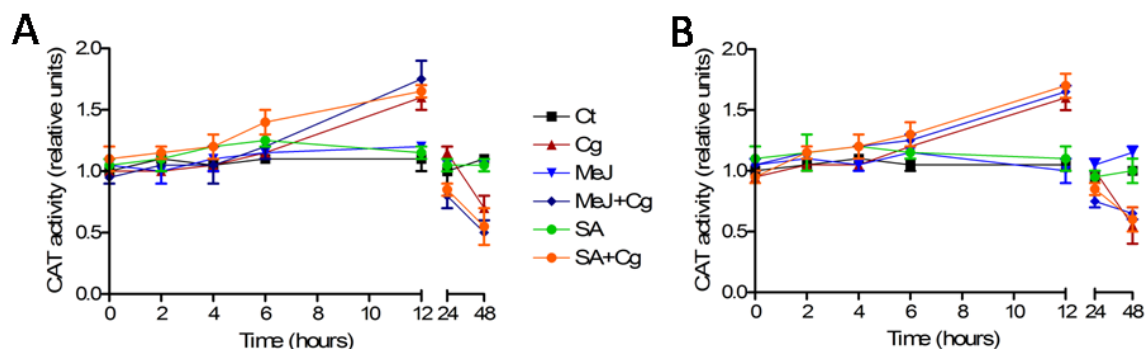 A
CAT activity (relative units)
2.0
1.5
1.0
0.5
0.0
0 2 4 6 8 10 12 24 48
Time (hours)
Ct
Cg
MeJ
MeJ+Cg
SA
SA+Cg
B
CAT activity (relative units)
2.0
1.5
1.0
0.5
0.0
0 2 4 6 8 10 12 24 48
Time (hours)